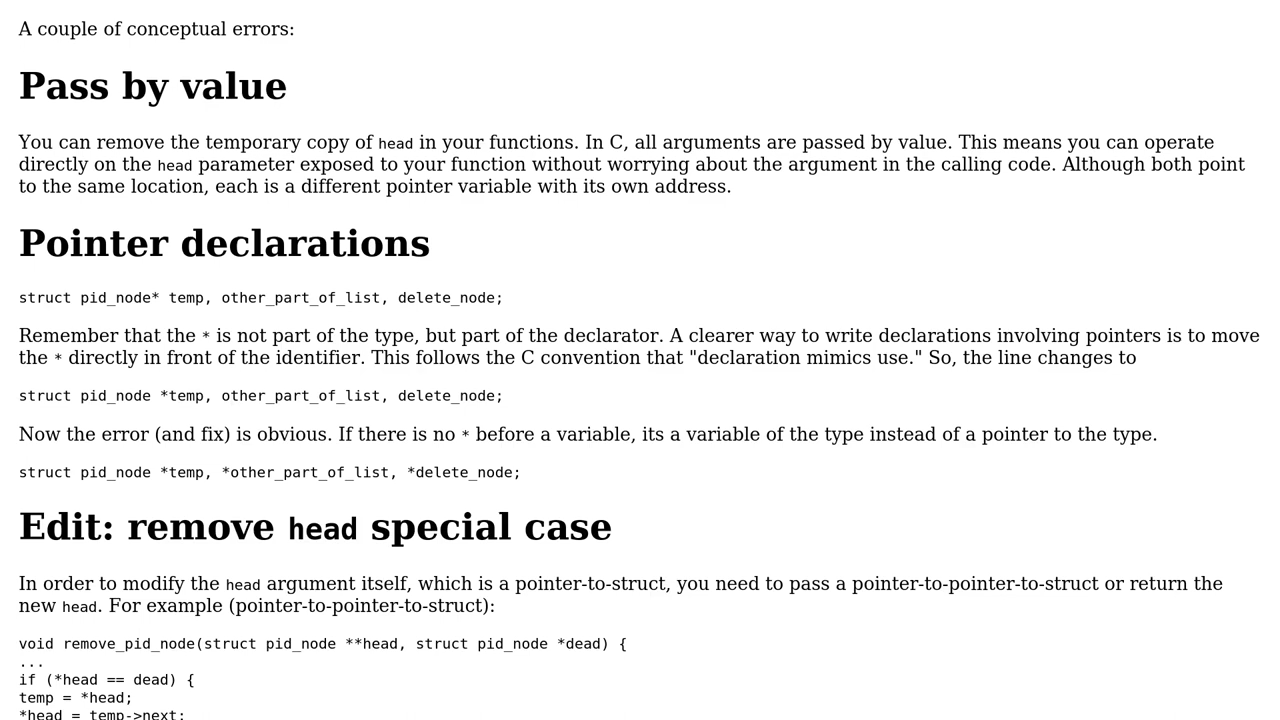 A couple of conceptual errors:
Pass by value
You can remove the temporary copy of head in your functions. In C, all arguments are passed by value. This means you can operate
directly on the head parameter exposed to your function without worrying about the argument in the calling code. Although both point
to the same location, each is a different pointer variable with its own address.
Pointer declarations
struct pid_node* temp, other_part_of_list, delete_node;
Remember that the * is not part of the type, but part of the declarator. A clearer way to write declarations involving pointers is to move
the * directly in front of the identifier. This follows the C convention that "declaration mimics use." So, the line changes to
struct pid_node *temp, other_part_of_list, delete_node;
Now the error (and fix) is obvious. If there is no * before a variable, its a variable of the type instead of a pointer to the type.
struct pid_node *temp, *other_part_of_list, *delete_node;
Edit: remove head special case
In order to modify the head argument itself, which is a pointer-to-struct, you need to pass a pointer-to-pointer-to-struct or return the
new head. For example (pointer-to-pointer-to-struct):
void remove_pid_node(struct pid_node **head, struct pid_node *dead) {
...
if (*head == dead) {
temp = *head;
*head = temp->next;